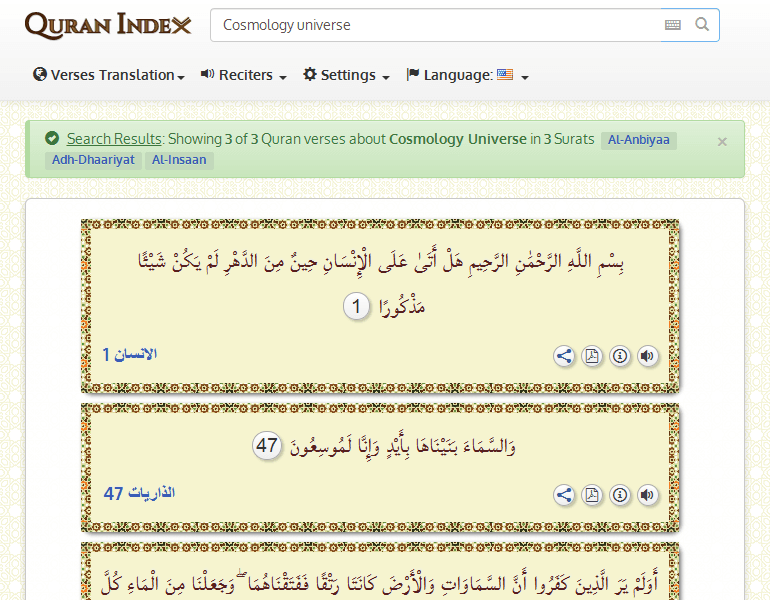 QURAN INDEX
Cosmology universe
Verses Translation Reciters Settings Language:
Search Results: Showing 3 of 3 Quran verses about Cosmology Universe in 3 Surats Al-Anbiyaa
Adh-Dhaariyat Al-Insaan
×
بِسْمِ اللَّهِ الرَّحْمَٰنِ الرَّحِيمِ هَلْ أَتَىٰ عَلَى الْإِنْسَانِ حِينٌ مِنَ الدَّهْرِ لَمْ يَكُنْ شَيْئًا
مَذْكُورًا 1
الانسان 1
وَالسَّمَاءَ بَنَيْنَاهَا بِأَيْدٍ وَإِنَّا لَمُوسِعُونَ 47
الذاريات 47
أَوَلَمْ يَرَ الَّذِينَ كَفَرُوا أَنَّ السَّمَاوَاتِ وَالْأَرْضَ كَانَتَا رَتْقًا فَفَتَقْنَاهُمَا ۖ وَجَعَلْنَا مِنَ الْمَاءِ كُلَّ